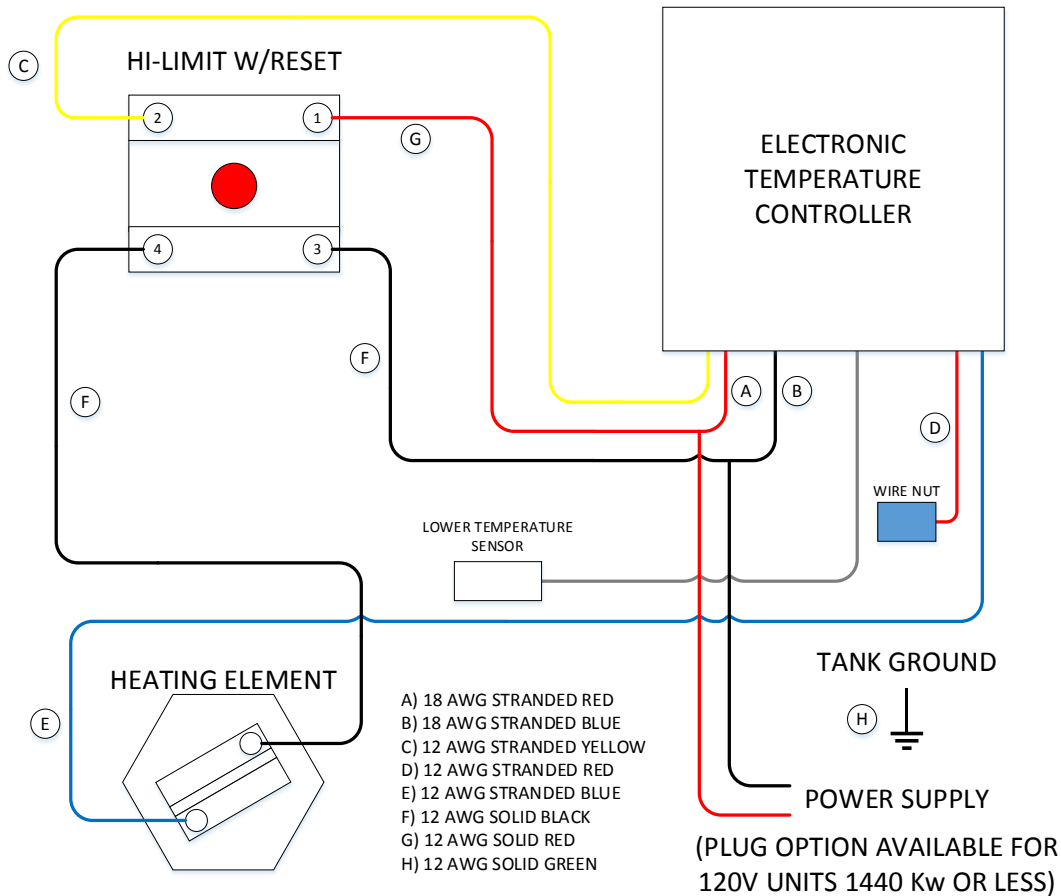 C
HI-LIMIT W/RESET
2
1
G
4
3
F
F
ELECTRONIC
TEMPERATURE
CONTROLLER
A
B
D
WIRE NUT
LOWER TEMPERATURE
SENSOR
HEATING ELEMENT
E
A) 18 AWG STRANDED RED
B) 18 AWG STRANDED BLUE
C) 12 AWG STRANDED YELLOW
D) 12 AWG STRANDED RED
E) 12 AWG STRANDED BLUE
F) 12 AWG SOLID BLACK
G) 12 AWG SOLID RED
H) 12 AWG SOLID GREEN
TANK GROUND
H
POWER SUPPLY
(PLUG OPTION AVAILABLE FOR
120V UNITS 1440 Kw OR LESS)